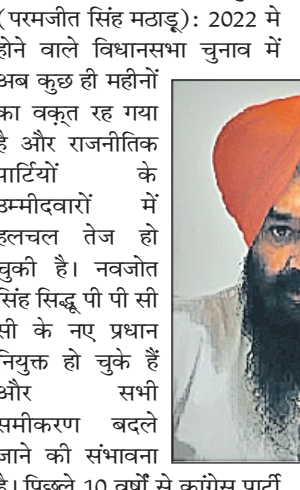 (परमजीत सिंह मठाड़ू): 2022 मे
होने वाले विधानसभा चुनाव में
अब कुछ ही महीनों
का वक्त रह गया
है और राजनीतिक
पार्टियों के
उम्मीदवारों में
हलचल तेज हो
चुकी है। नवजोत
सिंह सिद्धू पी पी सी
सी के नए प्रधान
नियुक्त हो चुके हैं
और सभी
समीकरण बदले
जाने की संभावना
है। पिछले 10 वर्षों से कांग्रेस पार्टी